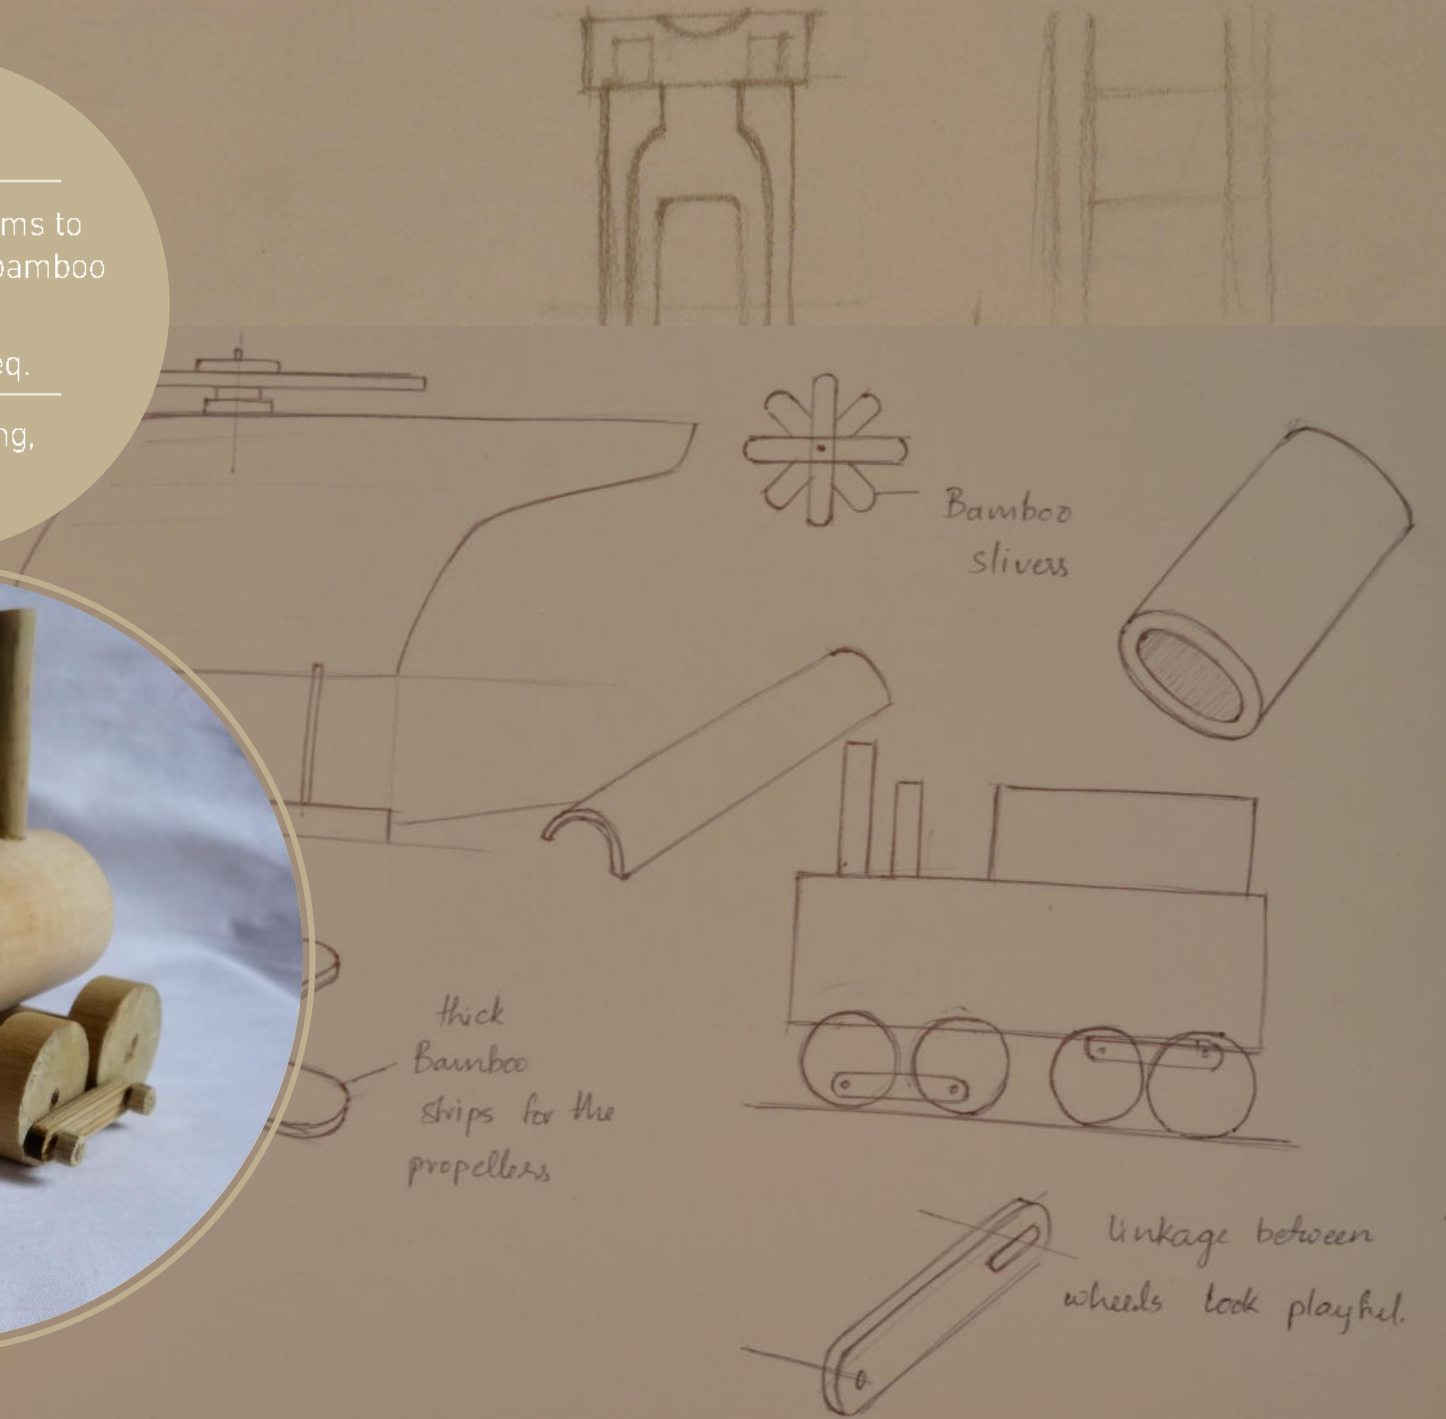 ms to
bamboo
eq.
ng,
Bamboo
slivers
thick
Bamboo
strips for the
propellers
linkage between
wheels look playful.